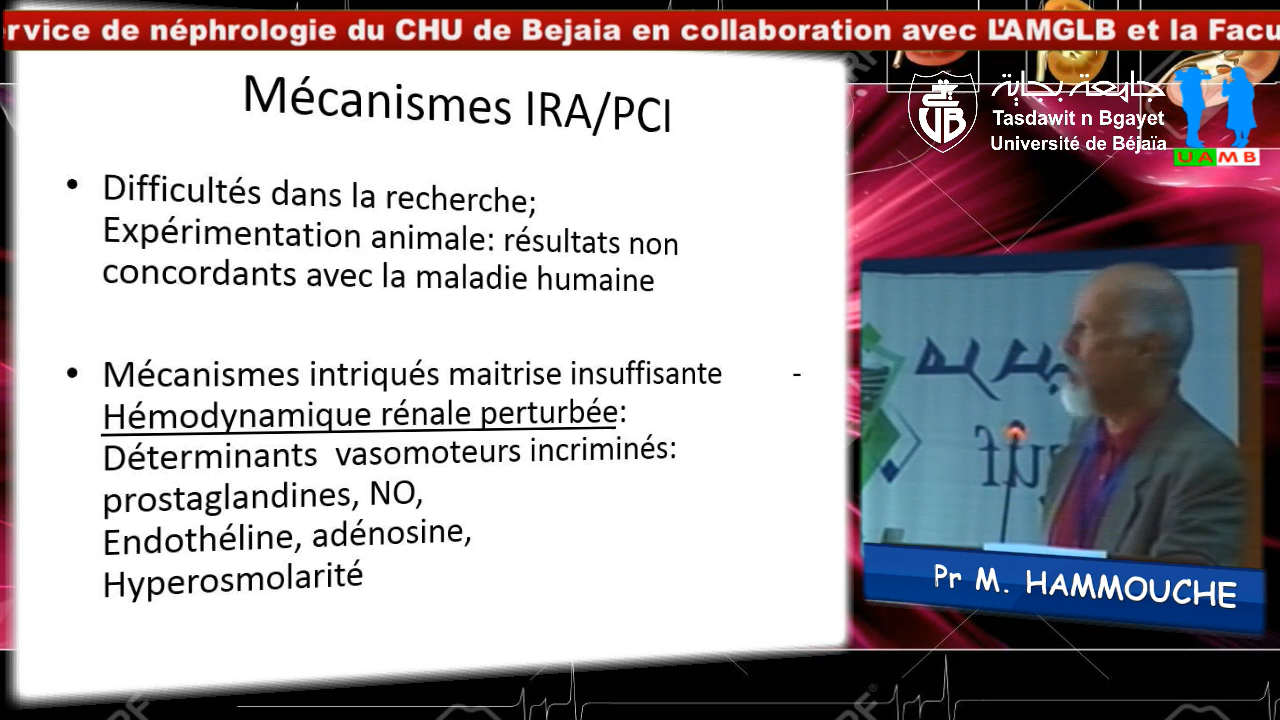 rvice de néphrologie du CHU de Bejaia en collaboration avec L'AMGLB et la Facu
Mécanismes IRA/PCI
• Difficultés dans la recherche;
Expérimentation animale: résultats non
concordants avec la maladie humaine
• Mécanismes intriqués maitrise insuffisante -
Hémodynamique rénale perturbée:
Déterminants vasomoteurs incriminés:
prostaglandines, NO,
Endothéline, adénosine,
Hyperosmolarité
جامعة بجاية
Tasdawit n Bgayet
Université de Béjaïa
UAMB
Pr M. HAMMOUCHE